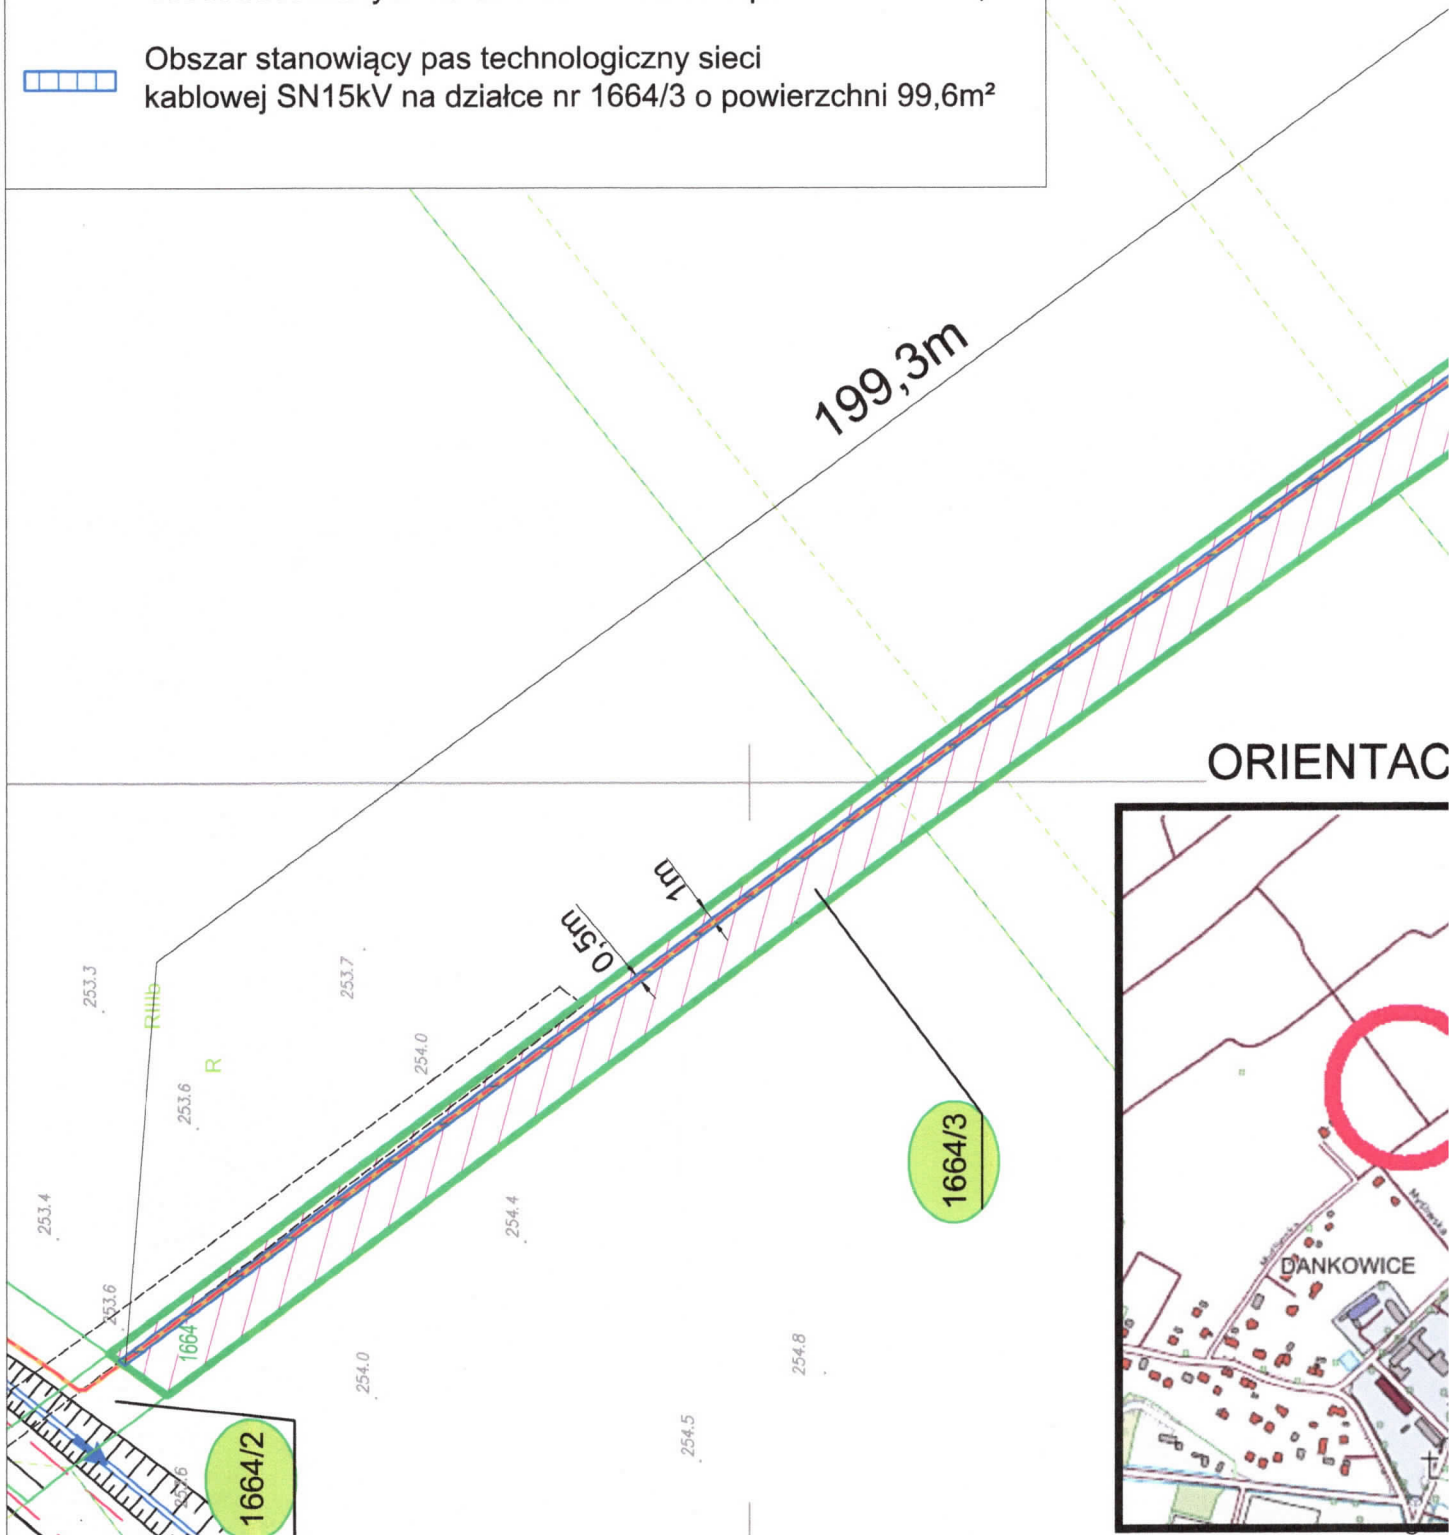 Obszar stanowiący pas technologiczny sieci
kablowej SN15kV na działce nr 1664/3 o powierzchni 99,6m²
199,3m
ORIENTAC
1m
0,5m
253.3
RIIIb
253.7
R
254.0
253.6
1664/3
253.4
254.4
Myśliwska
DANKOWICE
253.6
1664
254.8
254.0
254.5
1664/2